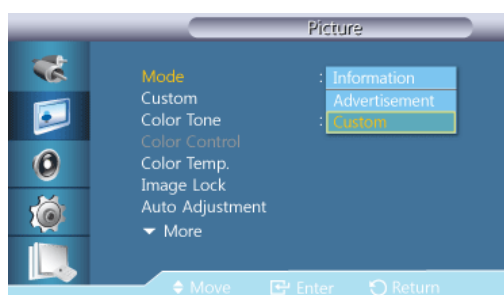 Picture
Mode : Information
Custom Advertisement
Color Tone : Custom
Color Control
Color Temp.
Image Lock
Auto Adjustment
More
Move Enter Return